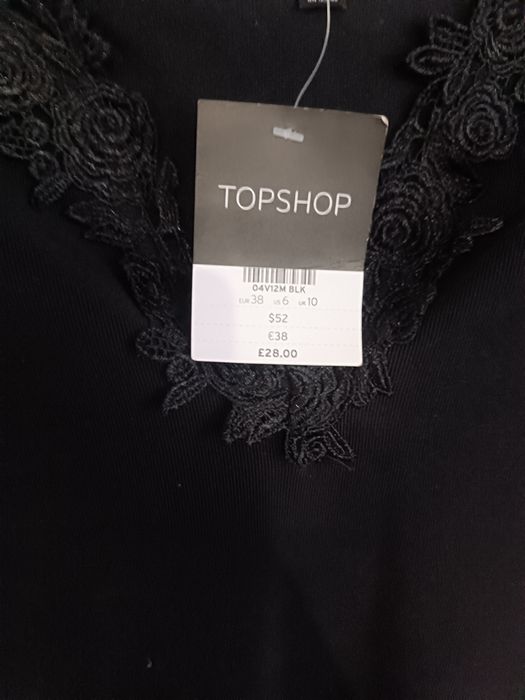 TOPSHOP
04V12M BLK
EUR 38 US 6 UK 10
$52
€38
£28.00